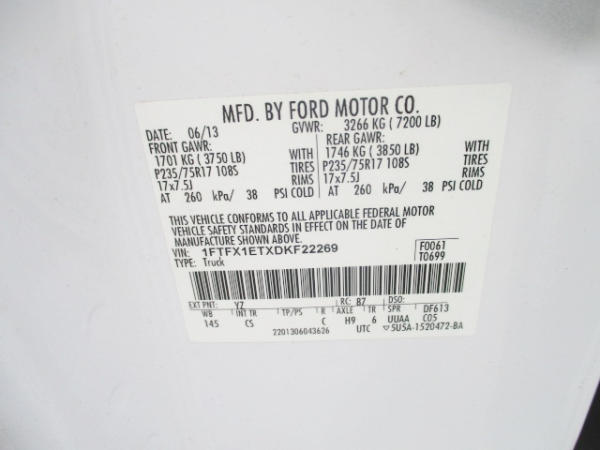 MFD. BY FORD MOTOR CO.
DATE: 06/13 GVWR: 3266 KG ( 7200 LB)
FRONT GAWR: REAR GAWR:
1701 KG ( 3750 LB) WITH 1746 KG ( 3850 LB) WITH
P235/75R17 108S TIRES P235/75R17 108S TIRES
17x7.5J RIMS 17x7.5J RIMS
AT 260 kPa/ 38 PSI COLD AT 260 kPa/ 38 PSI COLD
THIS VEHICLE CONFORMS TO ALL APPLICABLE FEDERAL MOTOR
VEHICLE SAFETY STANDARDS IN EFFECT ON THE DATE OF
MANUFACTURE SHOWN ABOVE.
VIN: 1FTFX1ETXDKF22269 F0061
TYPE: Truck T0699
EXT PNT: YZ RC: 87 DSO:
WB INT TR TP/PS R AXLE TR SPR DF613
145 CS C H9 6 UUAA C05
2201306043626 UTC ▽5U5A-1520472-BA